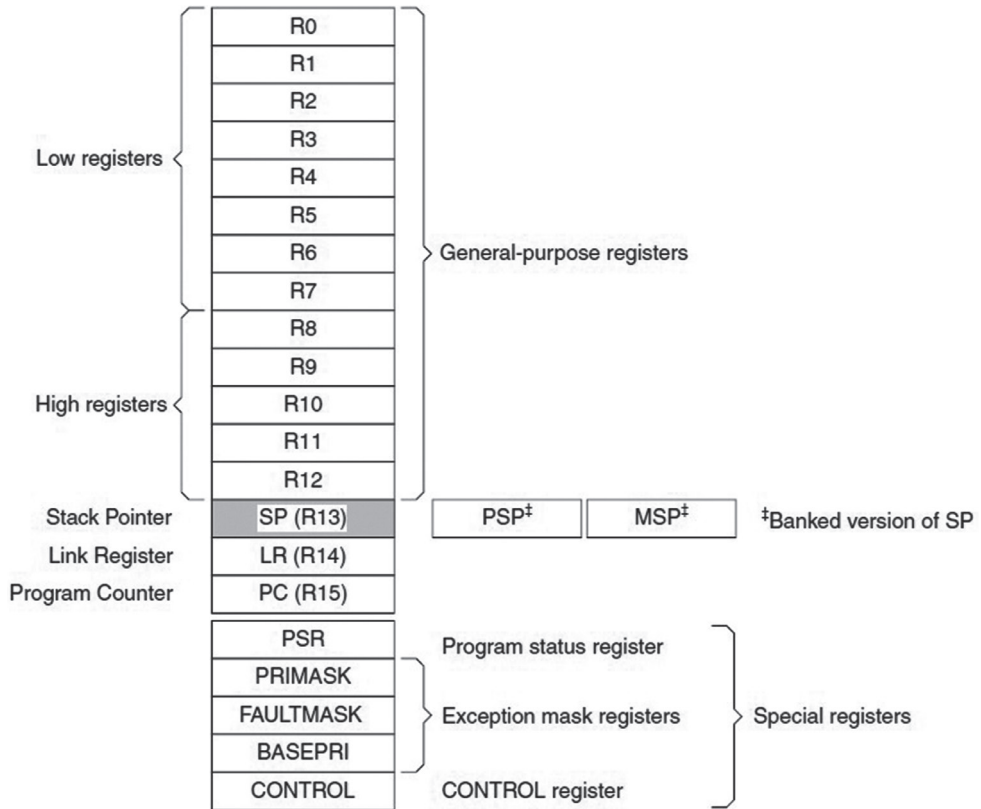 R0
R1
R2
R3
Low registers
R4
R5
R6
General-purpose registers
R7
R8
R9
High registers
R10
R11
R12
Stack Pointer
SP (R13)
PSP‡
MSP‡
‡Banked version of SP
Link Register
LR (R14)
Program Counter
PC (R15)
PSR
Program status register
PRIMASK
FAULTMASK
Exception mask registers
Special registers
BASEPRI
CONTROL
CONTROL register